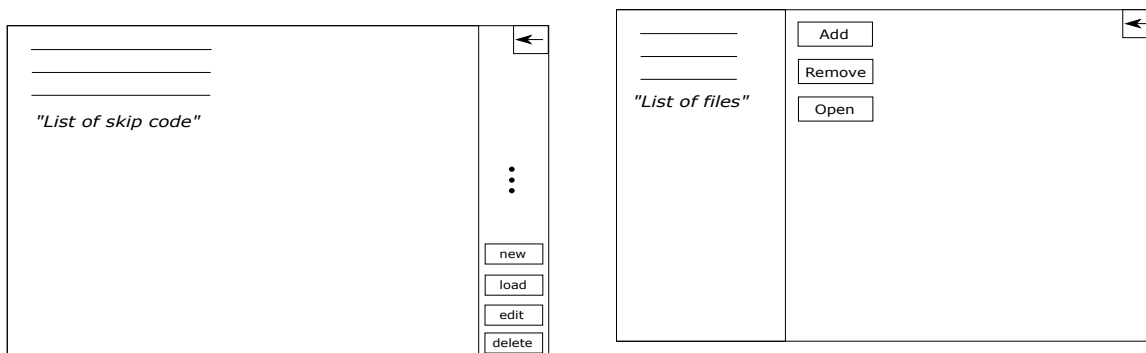 "List of skip code"
new
load
edit
delete
Add
Remove
Open
"List of files"